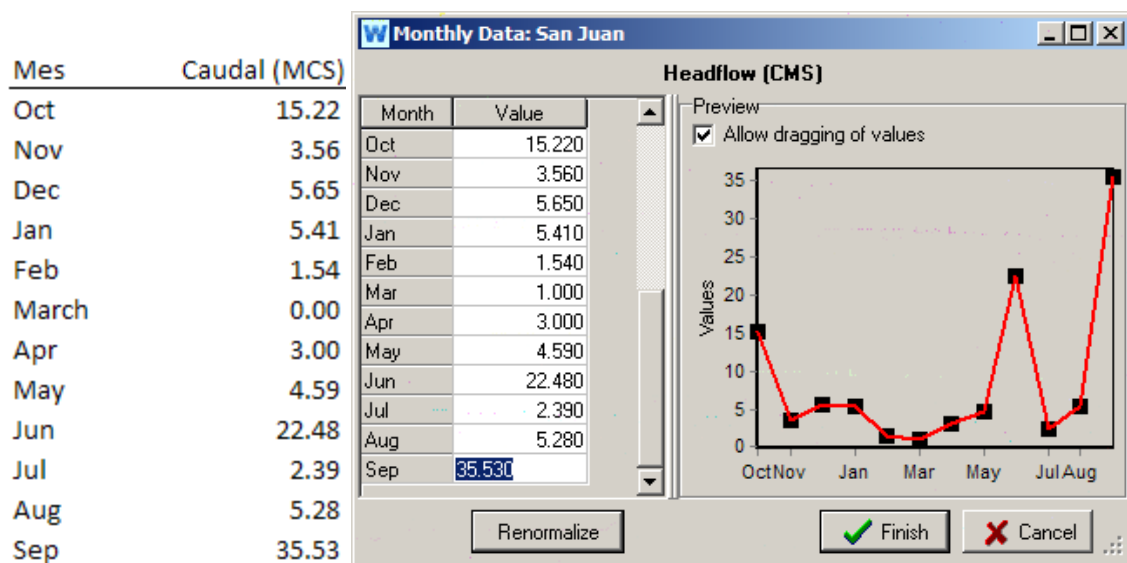 Mes Caudal (MCS)
Oct 15.22
Nov 3.56
Dec 5.65
Jan 5.41
Feb 1.54
March 0.00
Apr 3.00
May 4.59
Jun 22.48
Jul 2.39
Aug 5.28
Sep 35.53
W Monthly Data: San Juan
Headflow (CMS)
Month Value
Oct 15.220
Nov 3.560
Dec 5.650
Jan 5.410
Feb 1.540
Mar 1.000
Apr 3.000
May 4.590
Jun 22.480
Jul 2.390
Aug 5.280
Sep 35.530
Preview
Allow dragging of values
Values
35
30
25
20
15
10
5
0
Oct Nov Jan Mar May Jul Aug
Renormalize Finish Cancel